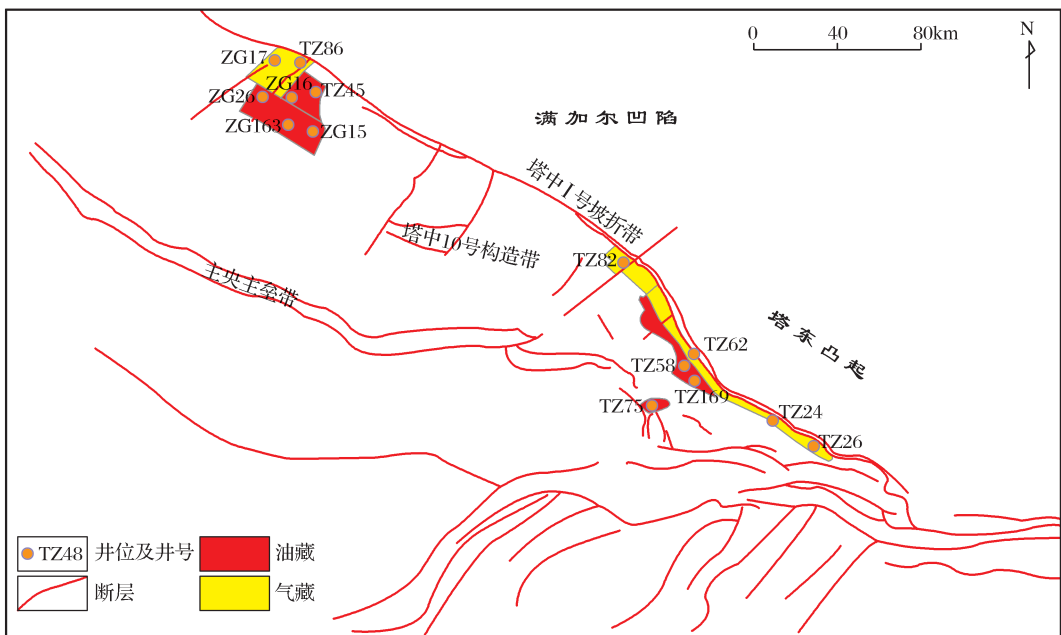 0 40 80km
N
ZG17
TZ86
ZG16
TZ45
ZG26
ZG163
ZG15
满加尔凹陷
塔中Ⅰ号坡折带
塔中10号构造带
主央主垒带
TZ82
塔东凸起
TZ62
TZ58
TZ169
TZ75
TZ24
TZ26
TZ48 井位及井号
油藏
断层
气藏